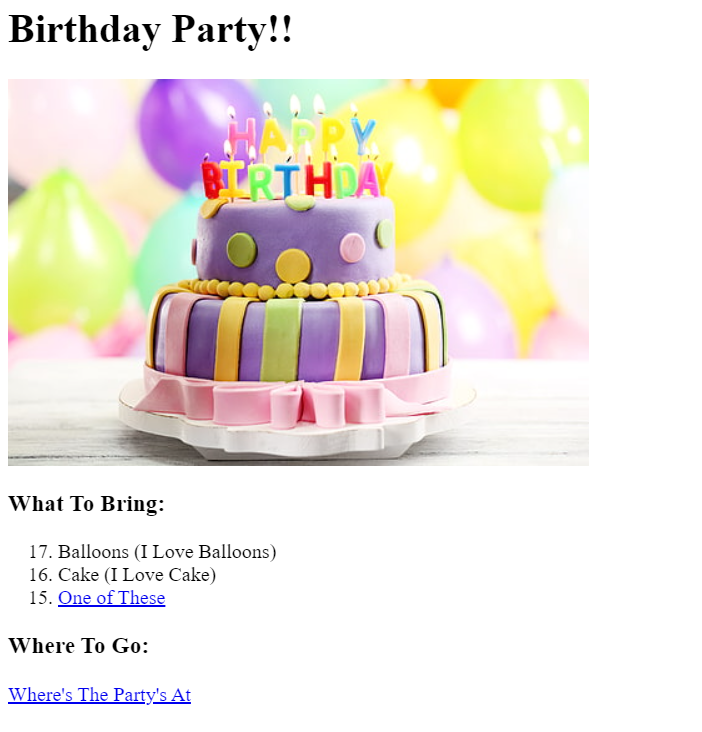 Birthday Party!!
HAPPY
BIRTHDAY
What To Bring:
17. Balloons (I Love Balloons)
16. Cake (I Love Cake)
15. One of These
Where To Go:
Where's The Party's At